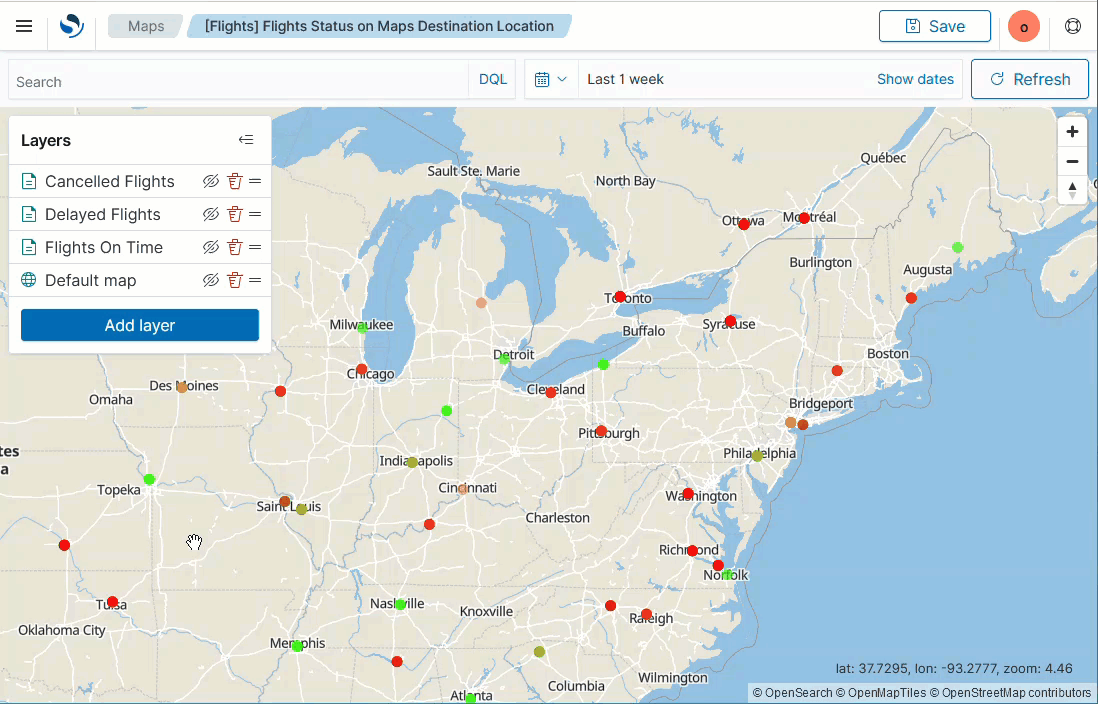 Maps
[Flights] Flights Status on Maps Destination Location
Save
o
Search
DQL
Last 1 week
Show dates
Refresh
Layers
Cancelled Flights
Delayed Flights
Flights On Time
Default map
Add layer
Québec
Sault Ste. Marie
North Bay
Ottawa
Montréal
Burlington
Augusta
Toronto
Milwaukee
Buffalo
Syracuse
Detroit
Boston
Chicago
Des Moines
Cleveland
Omaha
Bridgeport
Pittsburgh
tes
a
Indianapolis
Philadelphia
Topeka
Cincinnati
Washington
Saint Louis
Charleston
Richmond
Norfolk
Tulsa
Nashville
Knoxville
Raleigh
Oklahoma City
Memphis
Wilmington
Columbia
Atlanta
lat: 37.7295, lon: -93.2777, zoom: 4.46
© OpenSearch © OpenMapTiles © OpenStreetMap contributors